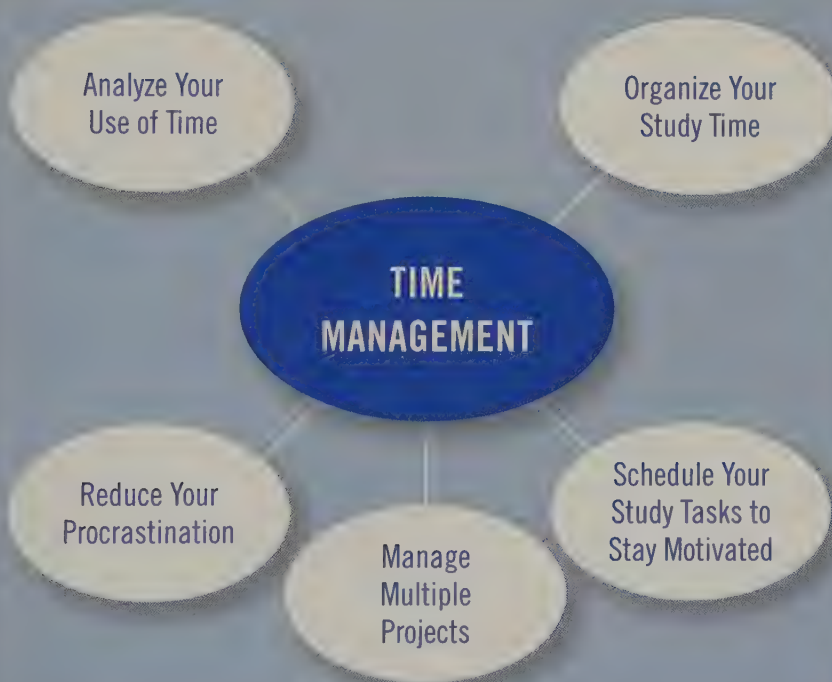 Analyze Your
Use of Time
Organize Your
Study Time
TIME
MANAGEMENT
Reduce Your
Procrastination
Manage
Multiple
Projects
Schedule Your
Study Tasks to
Stay Motivated